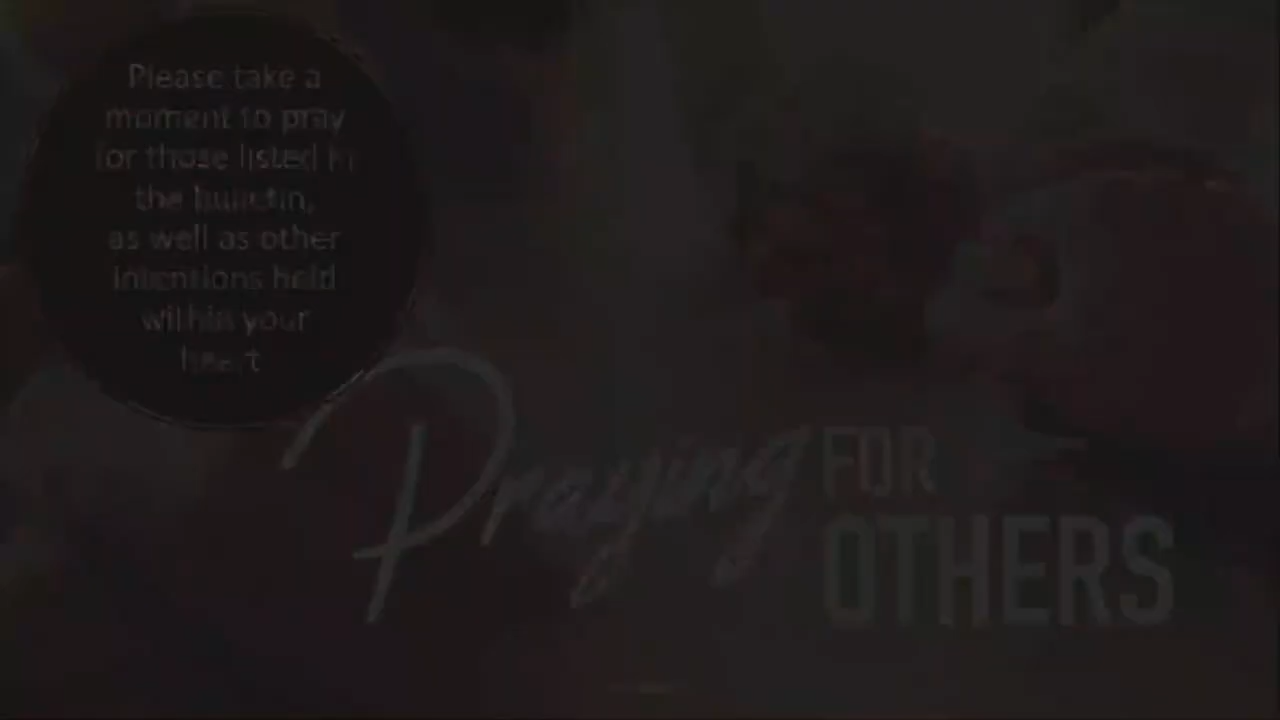 Please take a
moment to pray
for those listed in
the bulletin,
as well as other
intentions held
within your
heart
Praying FOR
OTHERS